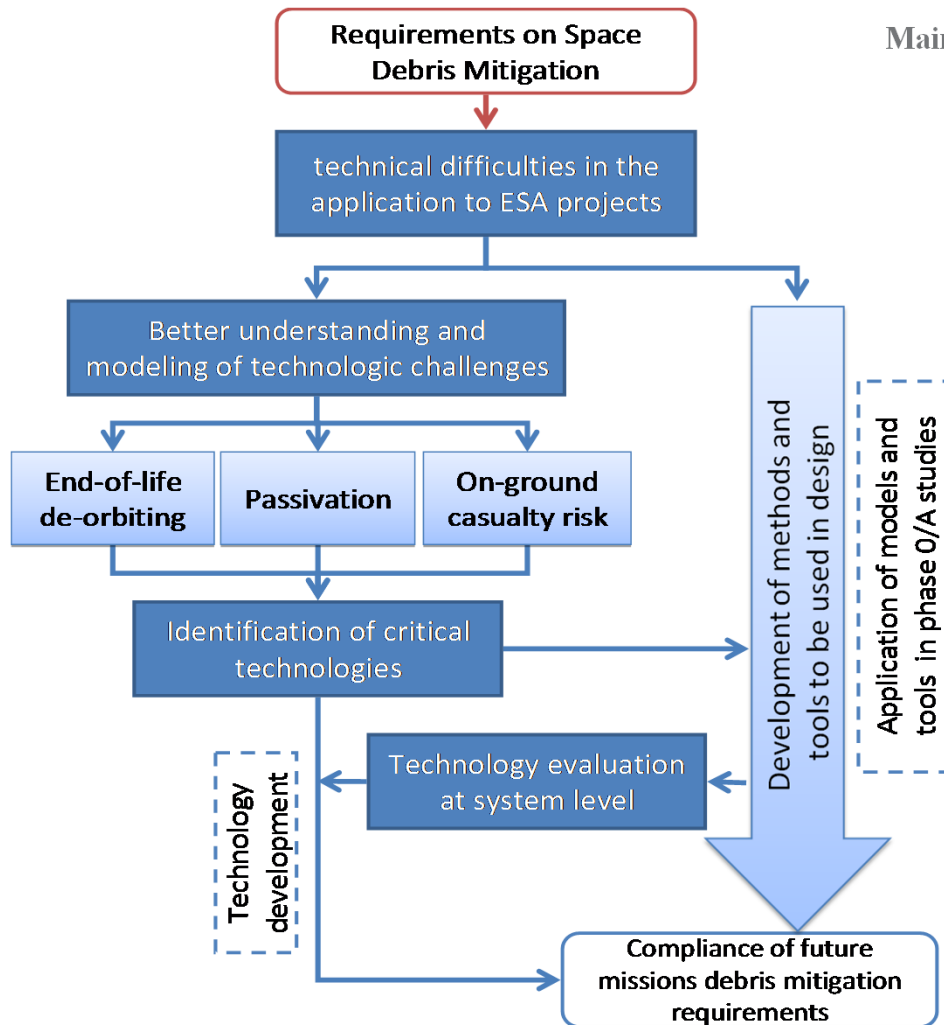 Requirements on Space
Debris Mitigation
Main
technical difficulties in the
application to ESA projects
Better understanding and
modeling of technologic challenges
End-of-life
de-orbiting
Passivation
On-ground
casualty risk
Identification of critical
technologies
Development of methods and
tools to be used in design
Application of models and
tools in phase 0/A studies
Technology evaluation
at system level
Technology
development
Compliance of future
missions debris mitigation
requirements